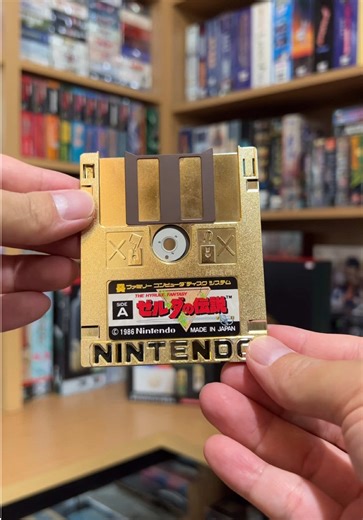 ファミリー コンピュータ ディスク システム
THE HYRULE FANTASY
ゼルダの伝説
TM
SIDE
A
© 1986 Nintendo
MADE IN JAPAN
NINTENDO